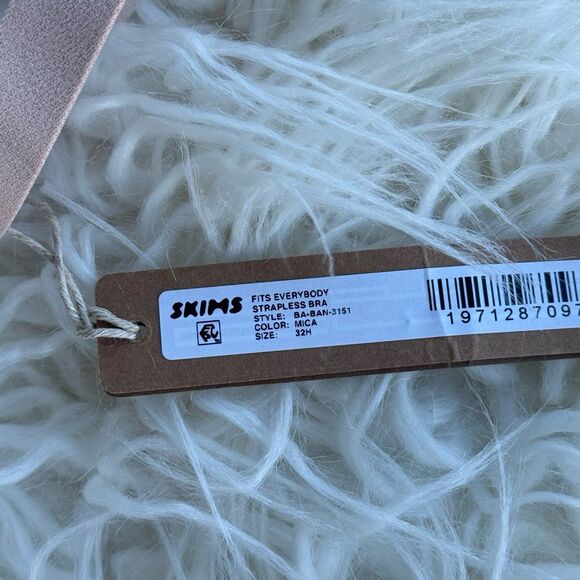 SKIMS
FITS EVERYBODY
STRAPLESS BRA
STYLE: BA-BAN-3151
COLOR: MICA
SIZE: 32H
1971287097